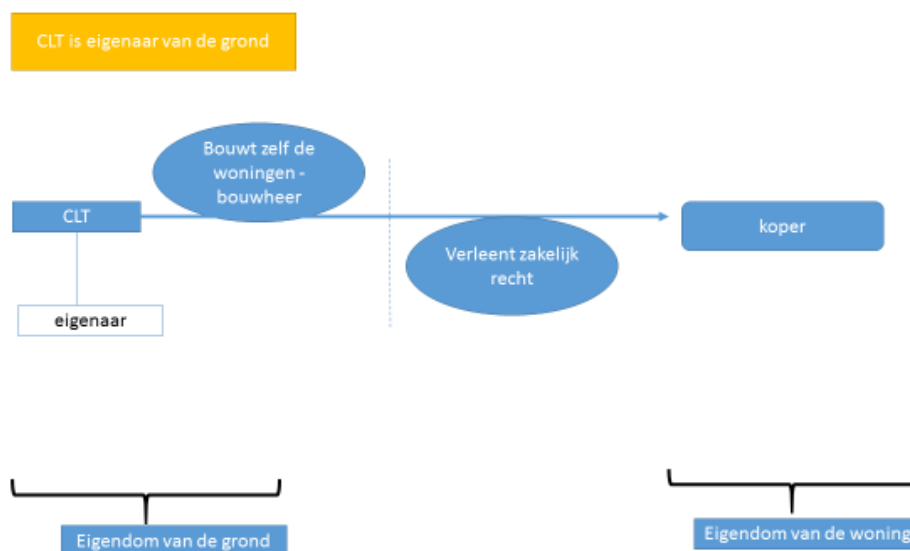 CLT is eigenaar van de grond
Bouwt zelf de
woningen -
bouwheer
CLT
koper
Verleent zakelijk
recht
eigenaar
Eigendom van de grond
Eigendom van de woning